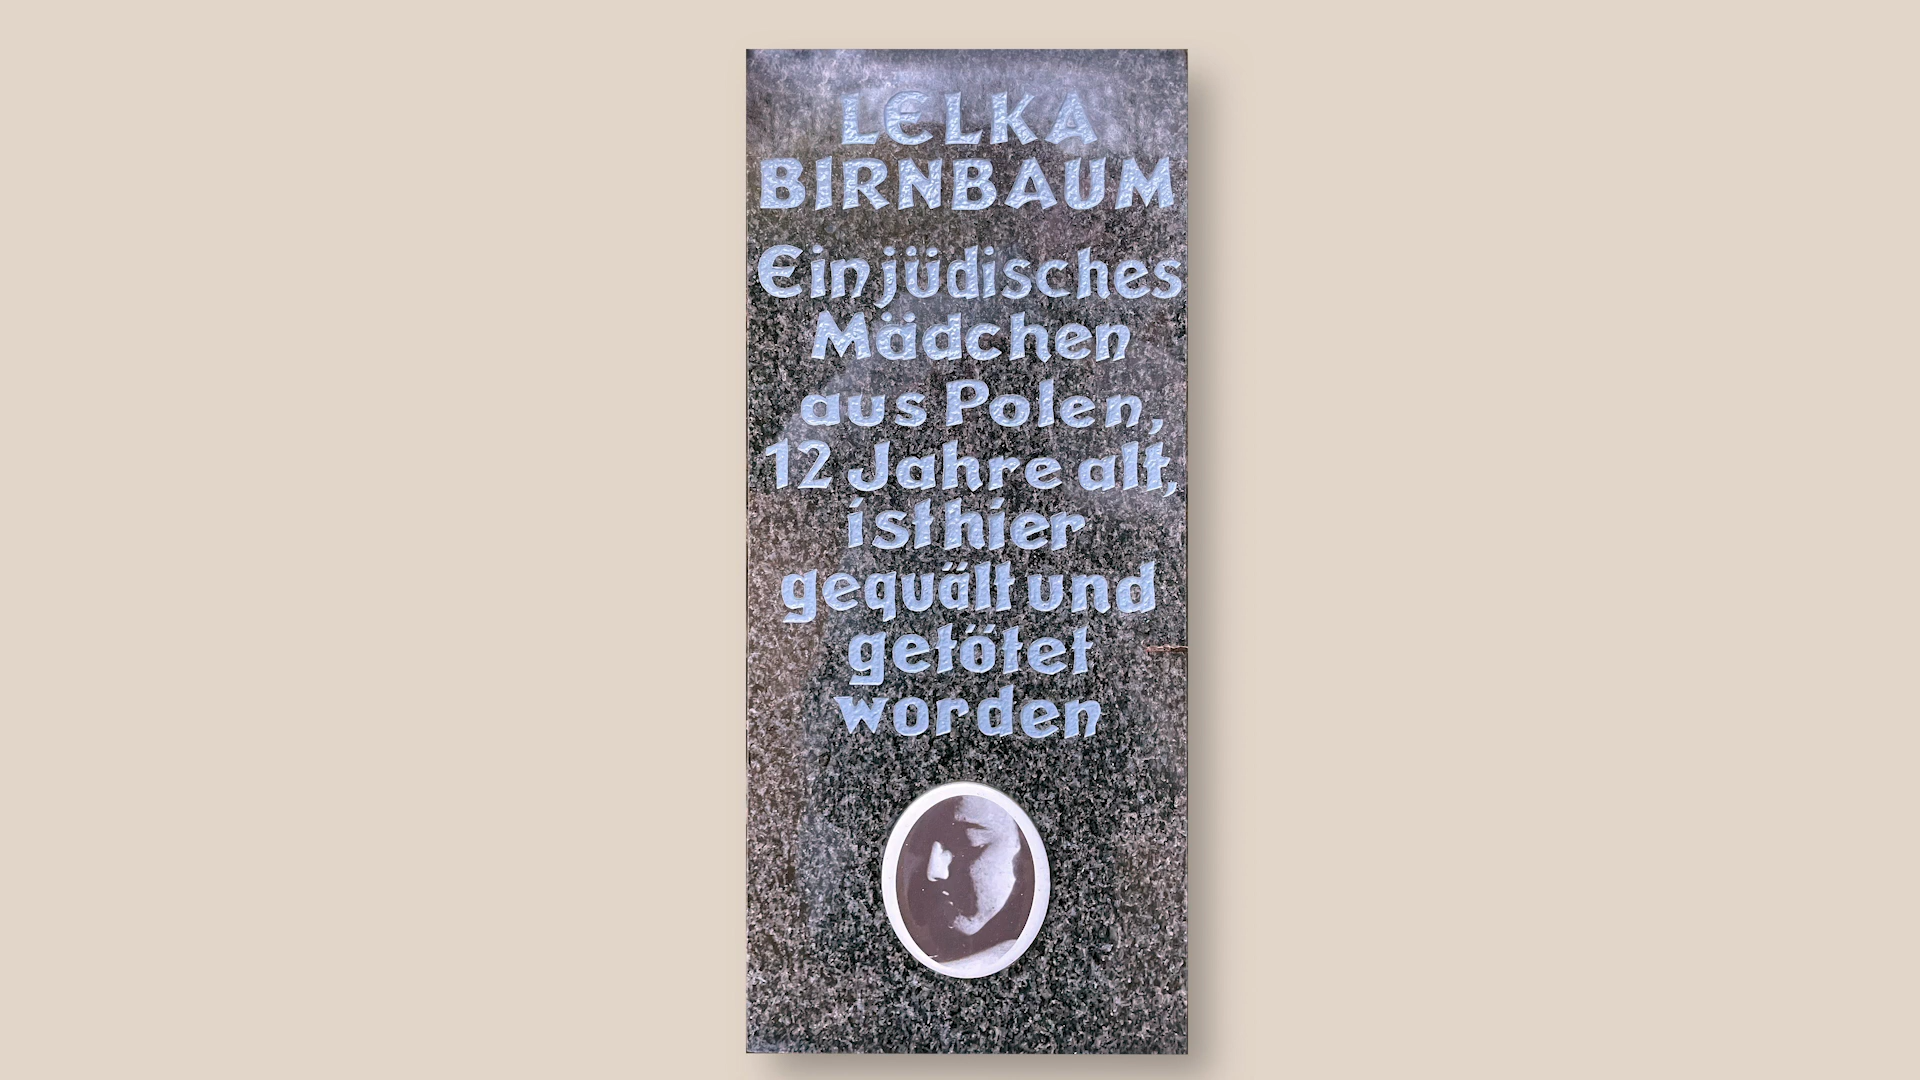 LELKA
BIRNBAUM
Ein jüdisches
Mädchen
aus Polen,
12 Jahre alt,
ist hier
gequält und
getötet
worden